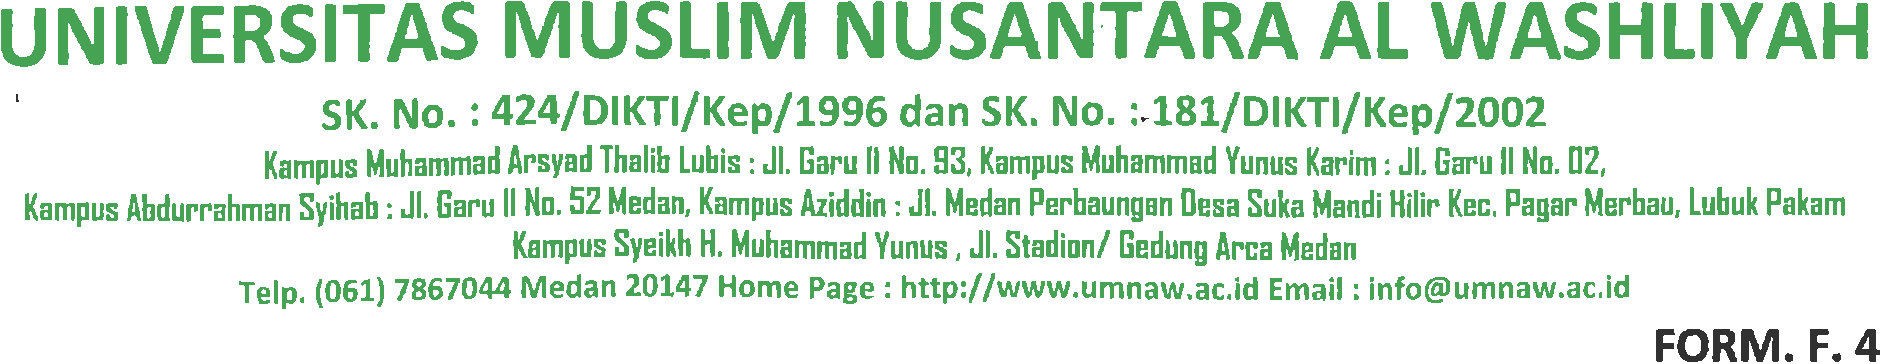 UNIVERSITAS MUSLIM NUSANTARA AL WASHLIYAH
SK. No. : 424/DIKTI/Kep/1996 dan SK. No. : 181/DIKTI/Kep/2002
Kampus Muhammad Arsyad Thalib Lubis : Jl. Garu II No. 93, Kampus Muhammad Yunus Karim : Jl. Garu II No. 02,
Kampus Abdurrahman Syihab : Jl. Garu II No. 52 Medan, Kampus Aziddin : Jl. Medan Perbaungan Desa Suka Mandi Hilir Kec. Pagar Merbau, Lubuk Pakam
Kampus Syeikh H. Muhammad Yunus , Jl. Stadion/ Gedung Arca Medan
Telp. (061) 7867044 Medan 20147 Home Page : http://www.umnaw.ac.id Email : info@umnaw.ac.id
FORM. F. 4